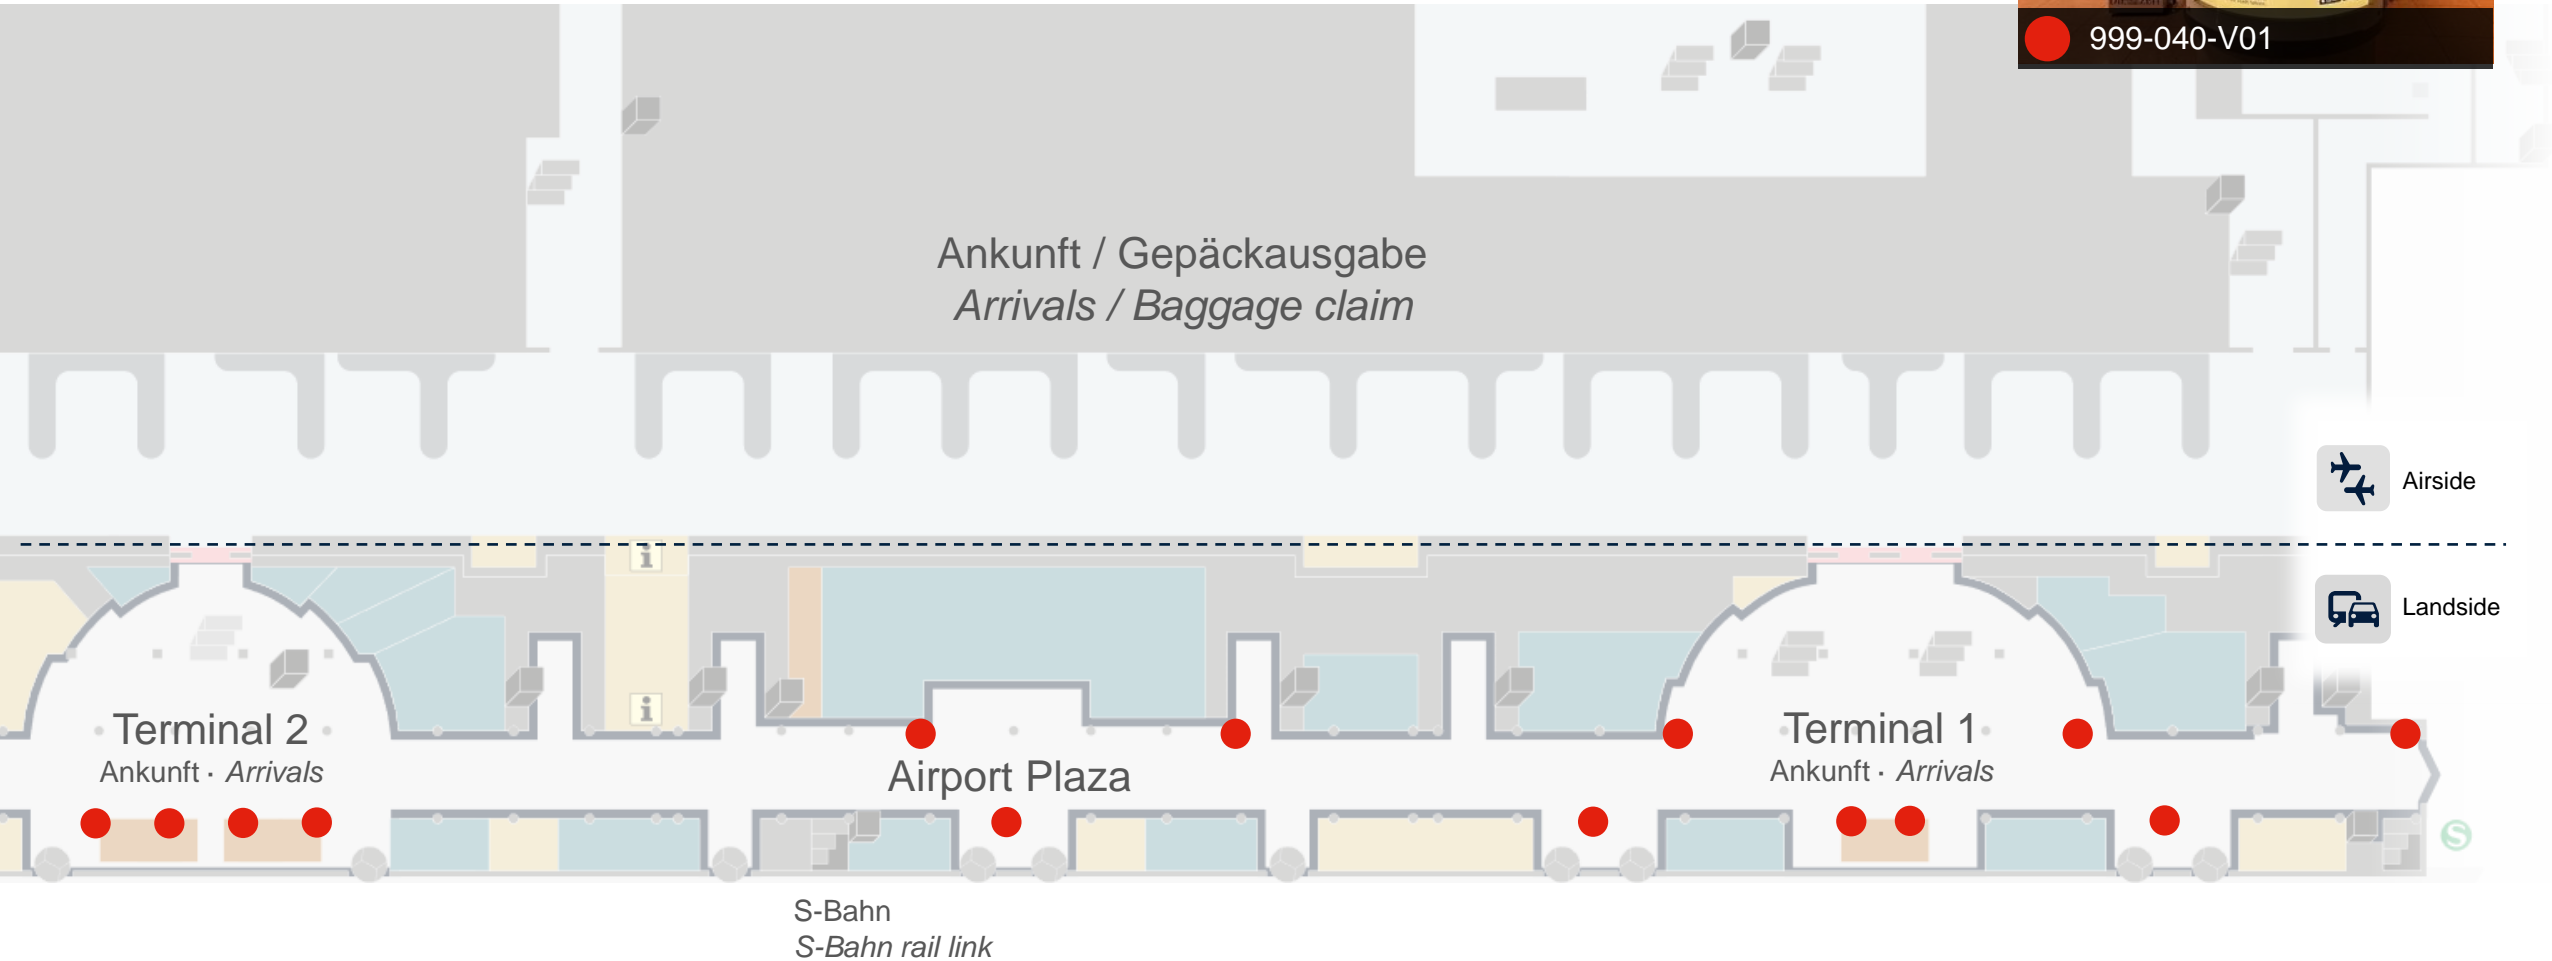 999-040-V01
Ankunft / Gepäckausgabe
Arrivals / Baggage claim
Airside
i
Landside
i
Terminal 2
Ankunft · Arrivals
Airport Plaza
Terminal 1
Ankunft · Arrivals
S
S-Bahn
S-Bahn rail link